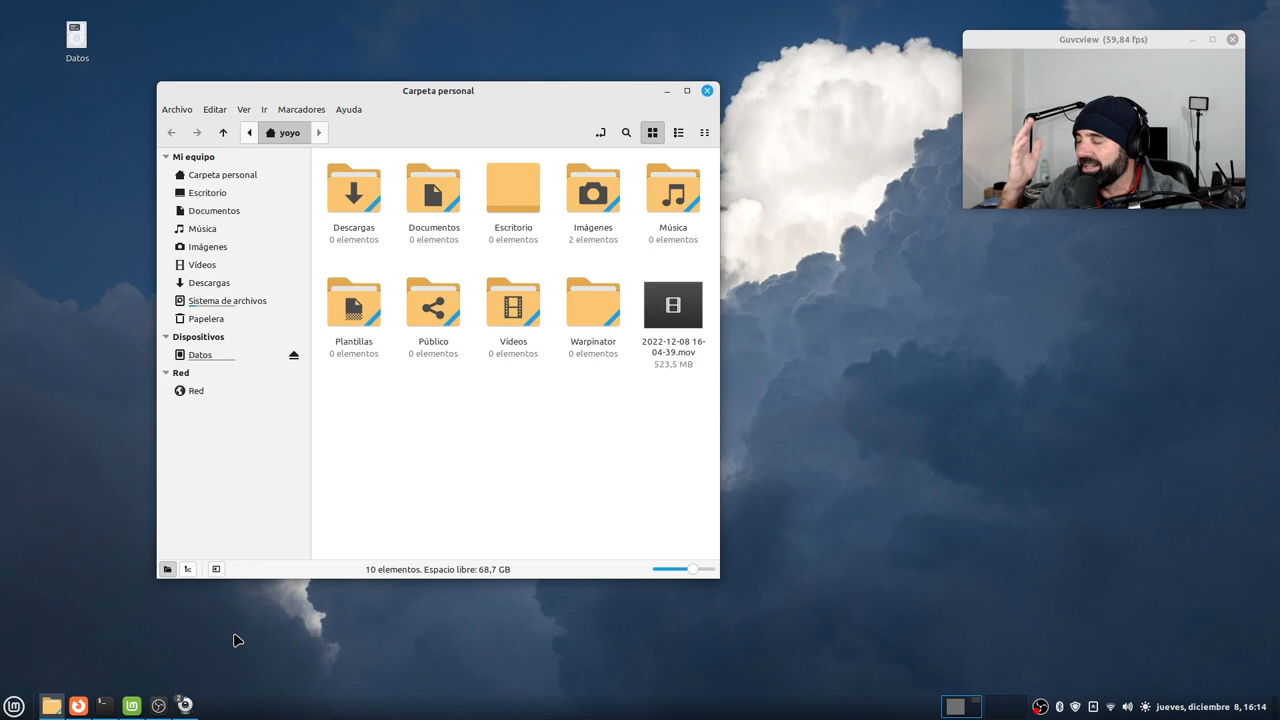 Datos
Guvcview (59,84 fps)
Carpeta personal
Archivo Editar Ver Ir Marcadores Ayuda
yoyo
Mi equipo
Carpeta personal
Escritorio
Documentos
Música
Imágenes
Vídeos
Descargas
Sistema de archivos
Papelera
Dispositivos
Datos
Red
Red
Descargas
0 elementos
Documentos
0 elementos
Escritorio
0 elementos
Imágenes
2 elementos
Música
0 elementos
Plantillas
0 elementos
Público
0 elementos
Vídeos
0 elementos
Warpinator
0 elementos
2022-12-08 16-
04-39.mov
523,5 MB
10 elementos. Espacio libre: 68,7 GB
2
jueves, diciembre 8, 16:14